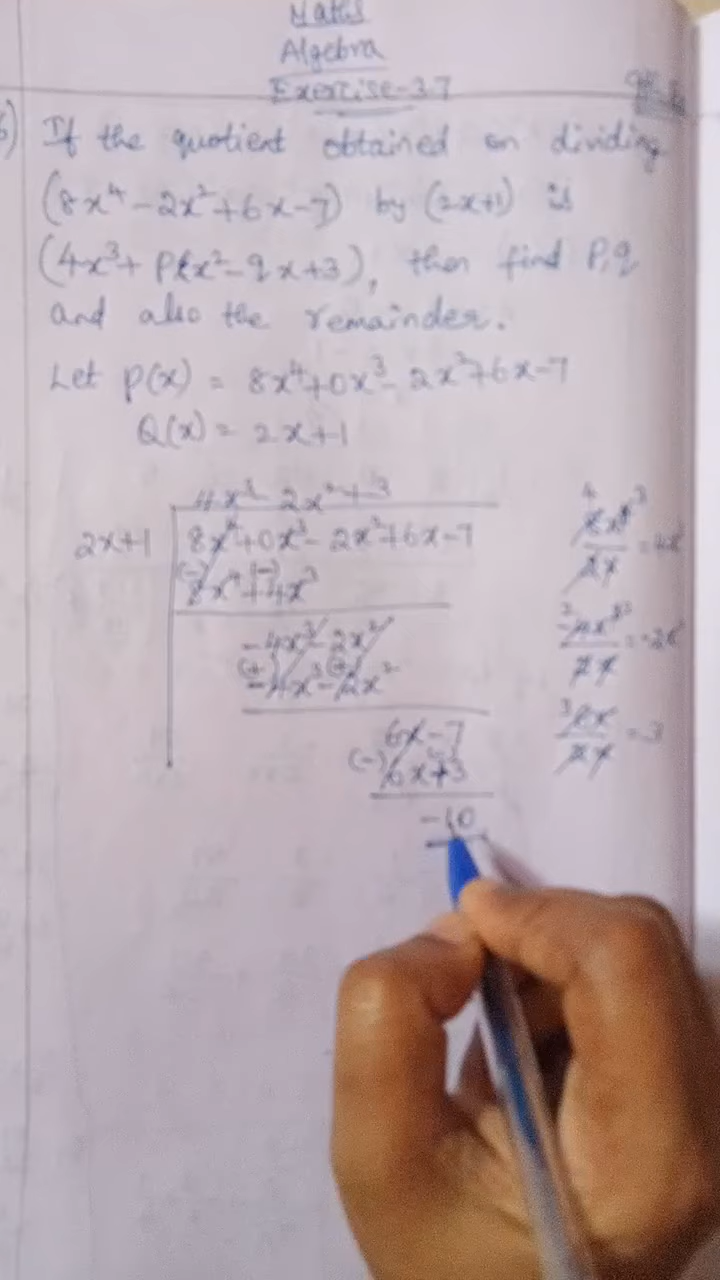 Maths
Algebra
Exercise-3.7
6) If the quotient obtained on dividing
(8x⁴ - 2x² + 6x - 7) by (2x+1) is
(4x³ + Px² - qx + 3), then find P, q
and also the remainder.
Let P(x) = 8x⁴ + 0x³ - 2x² + 6x - 7
Q(x) = 2x + 1
4x³ - 2x² + 3
2x+1 8x⁴ + 0x³ - 2x² + 6x - 7
(-) (-)
8x⁴ + 4x³
-4x³ - 2x²
(+) (+)
-4x³ - 2x²
6x - 7
(-) 6x + 3
-10